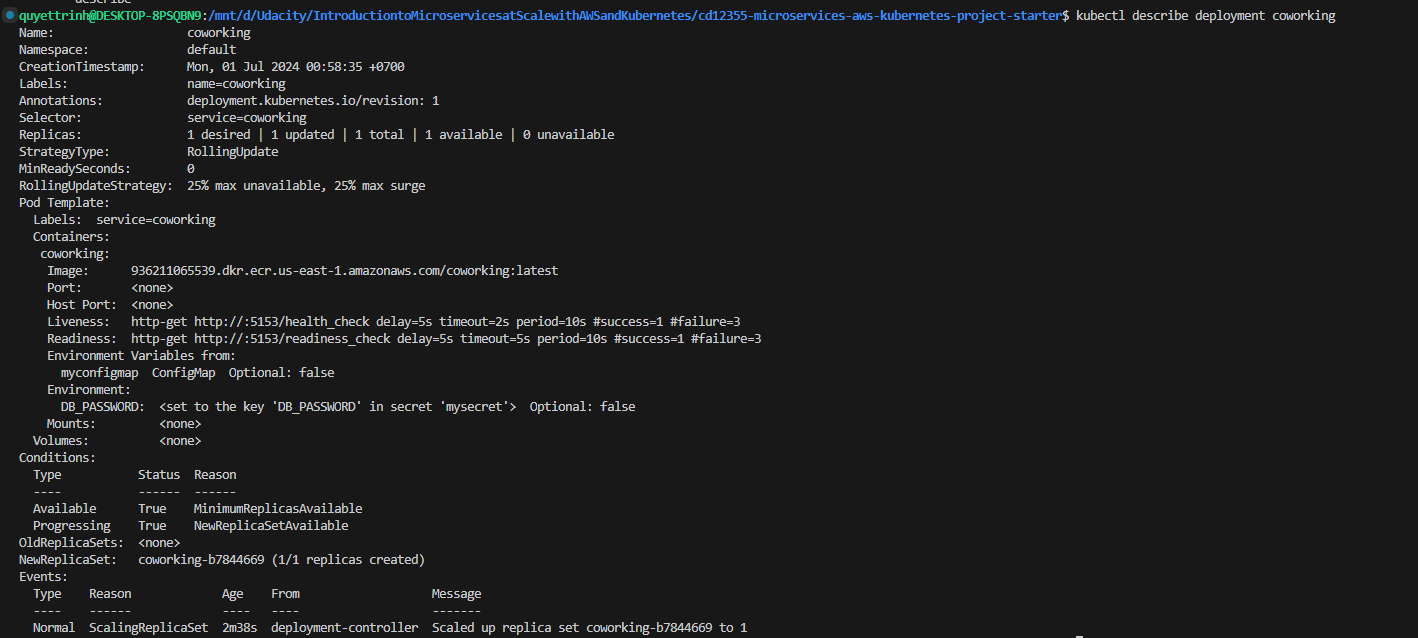 describe
quyettrinh@DESKTOP-8PSQBN9:/mnt/d/Udacity/IntroductiontoMicroservicesatScalewithAWSandKubernetes/cd12355-microservices-aws-kubernetes-project-starter$ kubectl describe deployment coworking
Name:                   coworking
Namespace:              default
CreationTimestamp:      Mon, 01 Jul 2024 00:58:35 +0700
Labels:                 name=coworking
Annotations:            deployment.kubernetes.io/revision: 1
Selector:               service=coworking
Replicas:               1 desired | 1 updated | 1 total | 1 available | 0 unavailable
StrategyType:           RollingUpdate
MinReadySeconds:        0
RollingUpdateStrategy:  25% max unavailable, 25% max surge
Pod Template:
  Labels:  service=coworking
  Containers:
   coworking:
    Image:      936211065539.dkr.ecr.us-east-1.amazonaws.com/coworking:latest
    Port:       <none>
    Host Port:  <none>
    Liveness:   http-get http://:5153/health_check delay=5s timeout=2s period=10s #success=1 #failure=3
    Readiness:  http-get http://:5153/readiness_check delay=5s timeout=5s period=10s #success=1 #failure=3
    Environment Variables from:
      myconfigmap  ConfigMap  Optional: false
    Environment:
      DB_PASSWORD:  <set to the key 'DB_PASSWORD' in secret 'mysecret'>  Optional: false
    Mounts:         <none>
  Volumes:          <none>
Conditions:
  Type           Status  Reason
  ----           ------  ------
  Available      True    MinimumReplicasAvailable
  Progressing    True    NewReplicaSetAvailable
OldReplicaSets:  <none>
NewReplicaSet:   coworking-b7844669 (1/1 replicas created)
Events:
  Type    Reason             Age    From                   Message
  ----    ------             ----   ----                   -------
  Normal  ScalingReplicaSet  2m38s  deployment-controller  Scaled up replica set coworking-b7844669 to 1